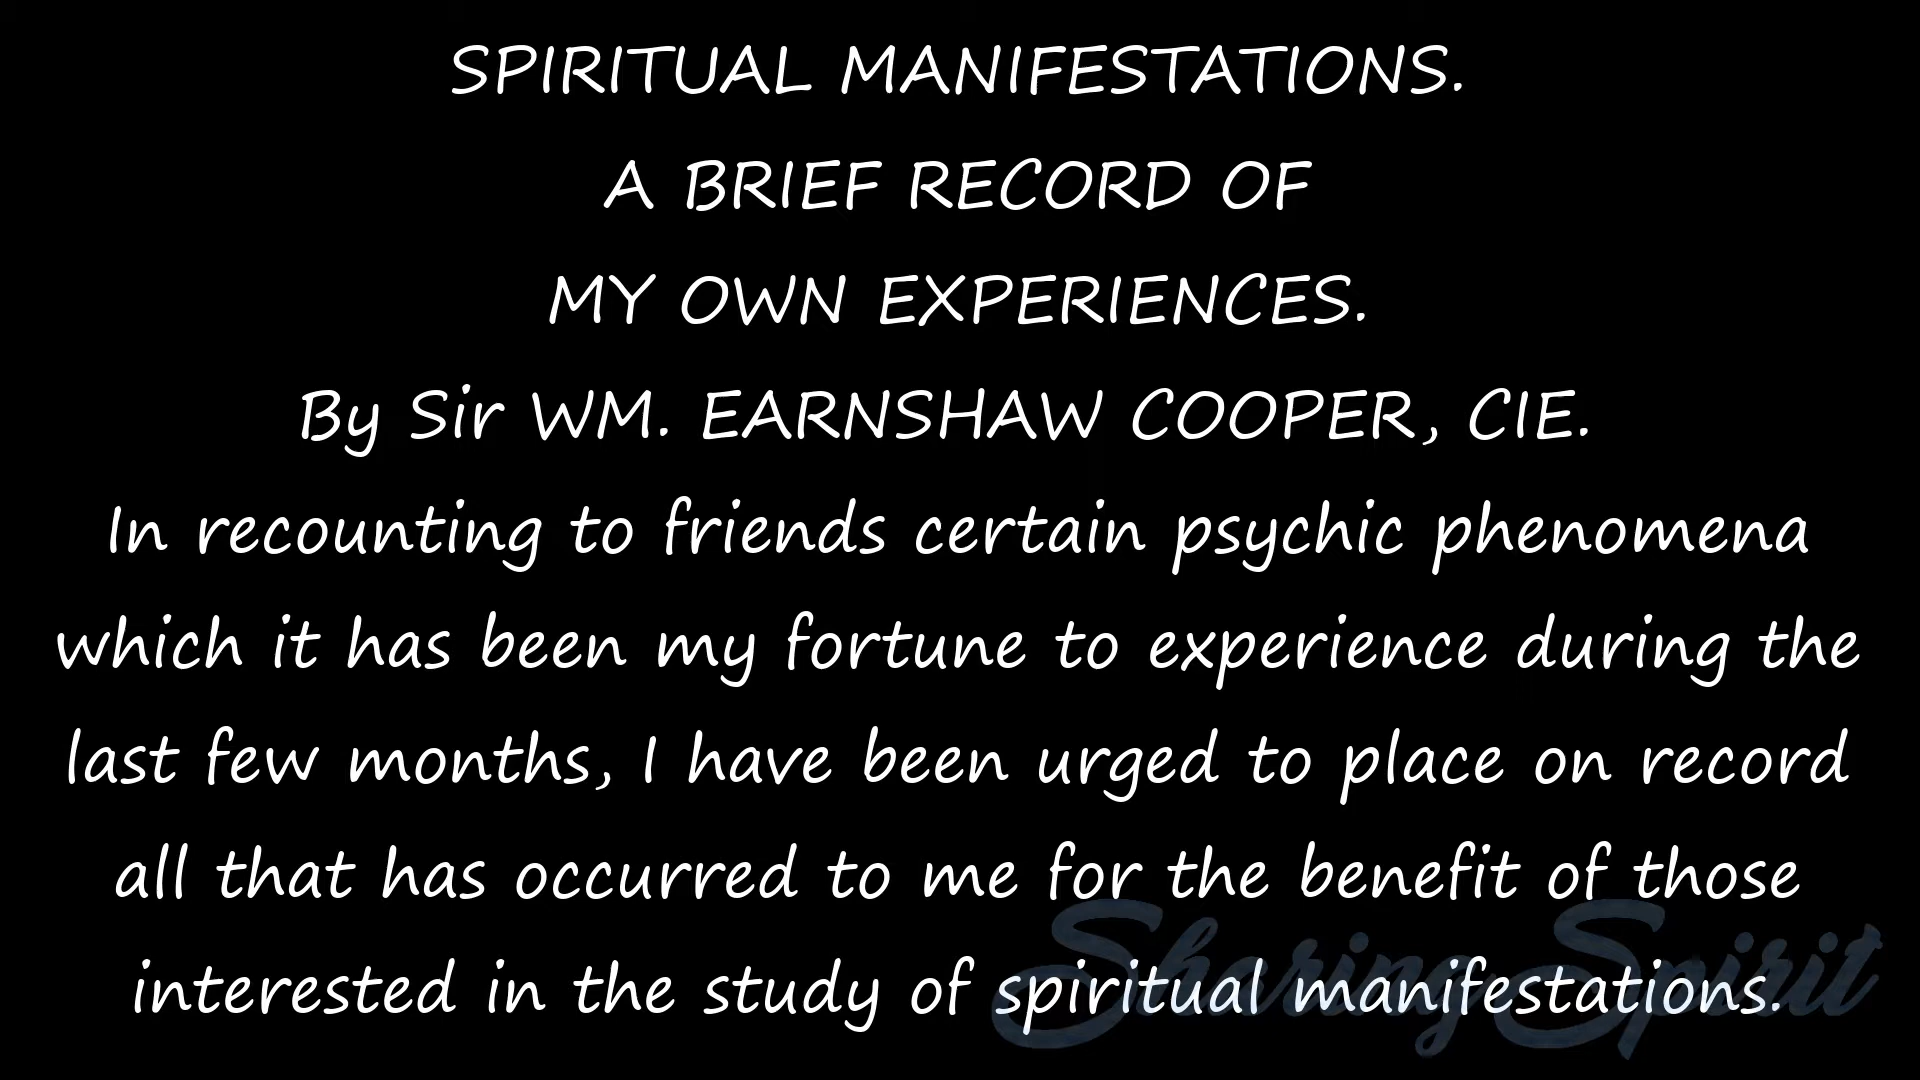 SPIRITUAL MANIFESTATIONS.
A BRIEF RECORD OF
MY OWN EXPERIENCES.
By Sir WM. EARNSHAW COOPER, CIE.
In recounting to friends certain psychic phenomena
which it has been my fortune to experience during the
last few months, I have been urged to place on record
all that has occurred to me for the benefit of those
interested in the study of spiritual manifestations.
Sharing Spirit